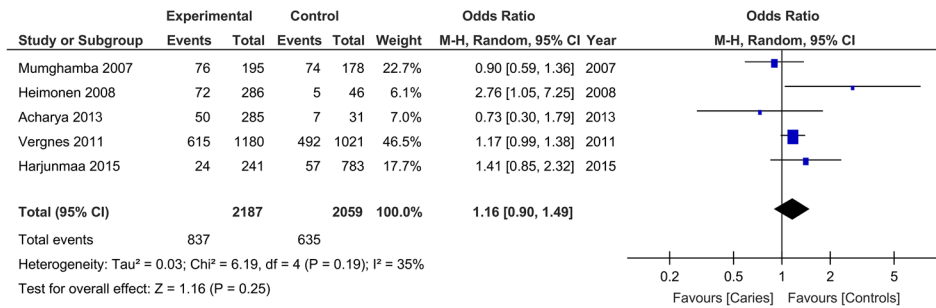 Experimental Control Odds Ratio Odds Ratio
Study or Subgroup Events Total Events Total Weight M-H, Random, 95% CI Year M-H, Random, 95% CI
Mumghamba 2007 76 195 74 178 22.7% 0.90 [0.59, 1.36] 2007
Heimonen 2008 72 286 5 46 6.1% 2.76 [1.05, 7.25] 2008
Acharya 2013 50 285 7 31 7.0% 0.73 [0.30, 1.79] 2013
Vergnes 2011 615 1180 492 1021 46.5% 1.17 [0.99, 1.38] 2011
Harjunmaa 2015 24 241 57 783 17.7% 1.41 [0.85, 2.32] 2015
Total (95% CI) 2187 2059 100.0% 1.16 [0.90, 1.49]
Total events 837 635
Heterogeneity: Tau² = 0.03; Chi² = 6.19, df = 4 (P = 0.19); I² = 35%
Test for overall effect: Z = 1.16 (P = 0.25)
0.2 0.5 1 2 5
Favours [Caries] Favours [Controls]